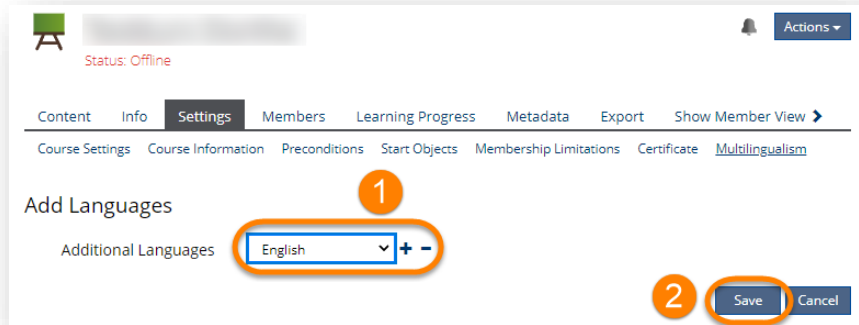 Actions
Status: Offline
Content Info Settings Members Learning Progress Metadata Export Show Member View
Course Settings Course Information Preconditions Start Objects Membership Limitations Certificate Multilingualism
1
Add Languages
Additional Languages English + −
2 Save Cancel